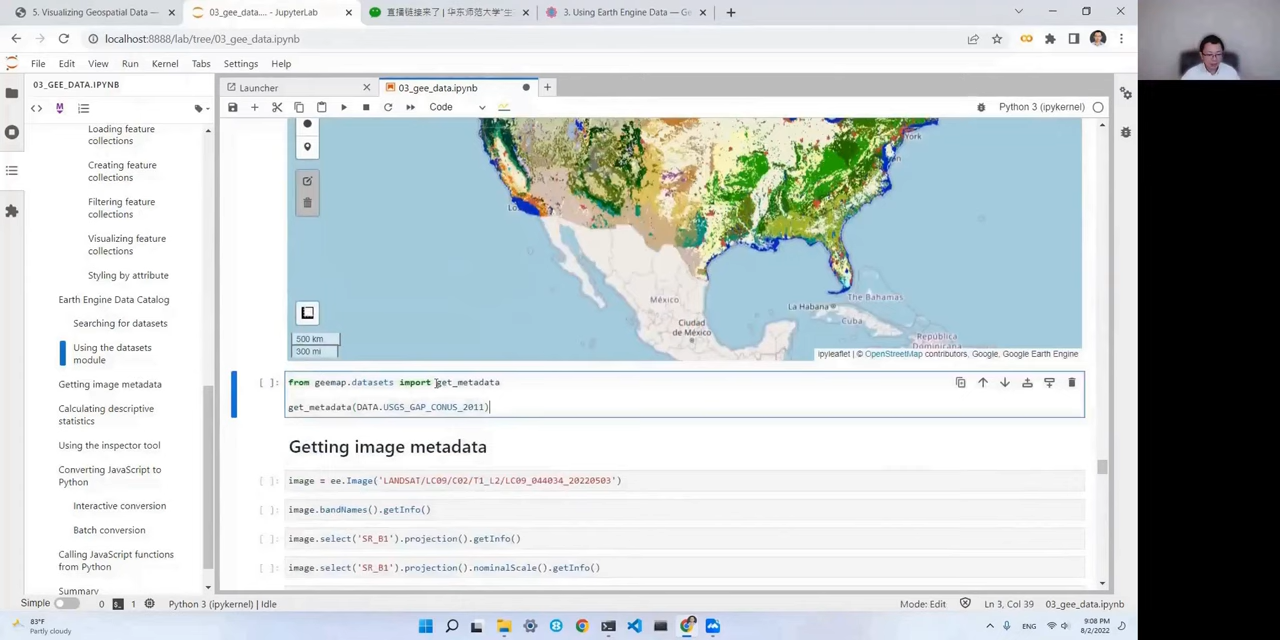 5. Visualizing Geospatial Data —
03_gee_data.... - JupyterLab
直播链接来了 | 华东师范大学"生
3. Using Earth Engine Data — Ge
localhost:8888/lab/tree/03_gee_data.ipynb
File Edit View Run Kernel Tabs Settings Help
03_GEE_DATA.IPYNB
Loading feature
collections
Creating feature
collections
Filtering feature
collections
Visualizing feature
collections
Styling by attribute
Earth Engine Data Catalog
Searching for datasets
Using the datasets
module
Getting image metadata
Calculating descriptive
statistics
Using the inspector tool
Converting JavaScript to
Python
Interactive conversion
Batch conversion
Calling JavaScript functions
from Python
Summary
Launcher
03_gee_data.ipynb
Code
Python 3 (ipykernel)
York
México
Ciudad
de México
La Habana
Cuba
The Bahamas
República
Dominicana
500 km
300 mi
ipyleaflet | © OpenStreetMap contributors, Google, Google Earth Engine
[ ]: from geemap.datasets import get_metadata
get_metadata(DATA.USGS_GAP_CONUS_2011)
Getting image metadata
[ ]: image = ee.Image('LANDSAT/LC09/C02/T1_L2/LC09_044034_20220503')
[ ]: image.bandNames().getInfo()
[ ]: image.select('SR_B1').projection().getInfo()
[ ]: image.select('SR_B1').projection().nominalScale().getInfo()
Simple 0 1 Python 3 (ipykernel) | Idle
Mode: Edit Ln 3, Col 39 03_gee_data.ipynb
83°F
Partly cloudy
ENG
9:08 PM
8/2/2022